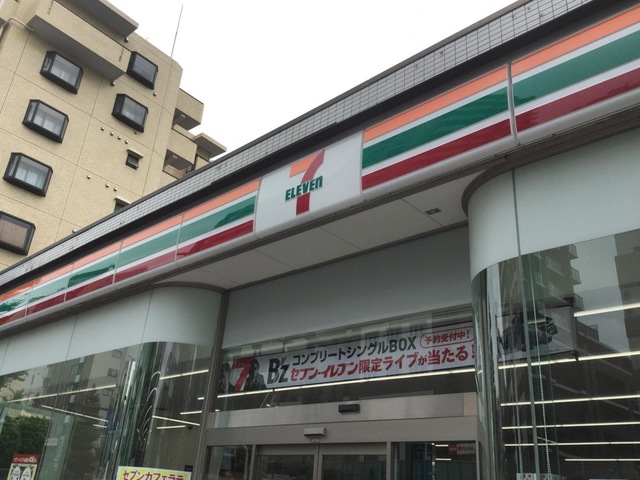 7
ELEVEN
7
B'z
コンプリートシングルBOX
予約受付中!
セブン-イレブン限定ライブが当たる!
セブンカフェララ